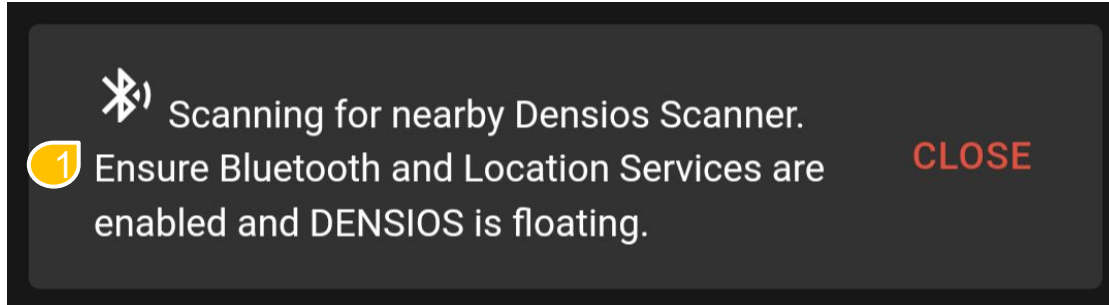 Scanning for nearby Densios Scanner.
1
Ensure Bluetooth and Location Services are
enabled and DENSIOS is floating.
CLOSE